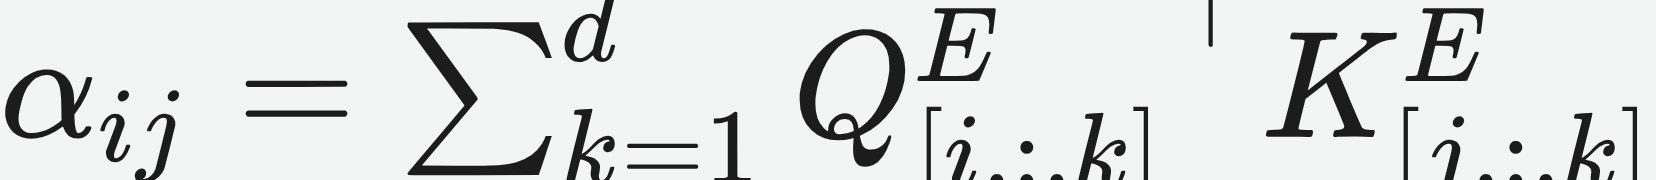 α_{ij} = ∑_{k=1}^{d} Q^{E}_{[i,:,k]} ⊤ K^{E}_{[j,:,k]}